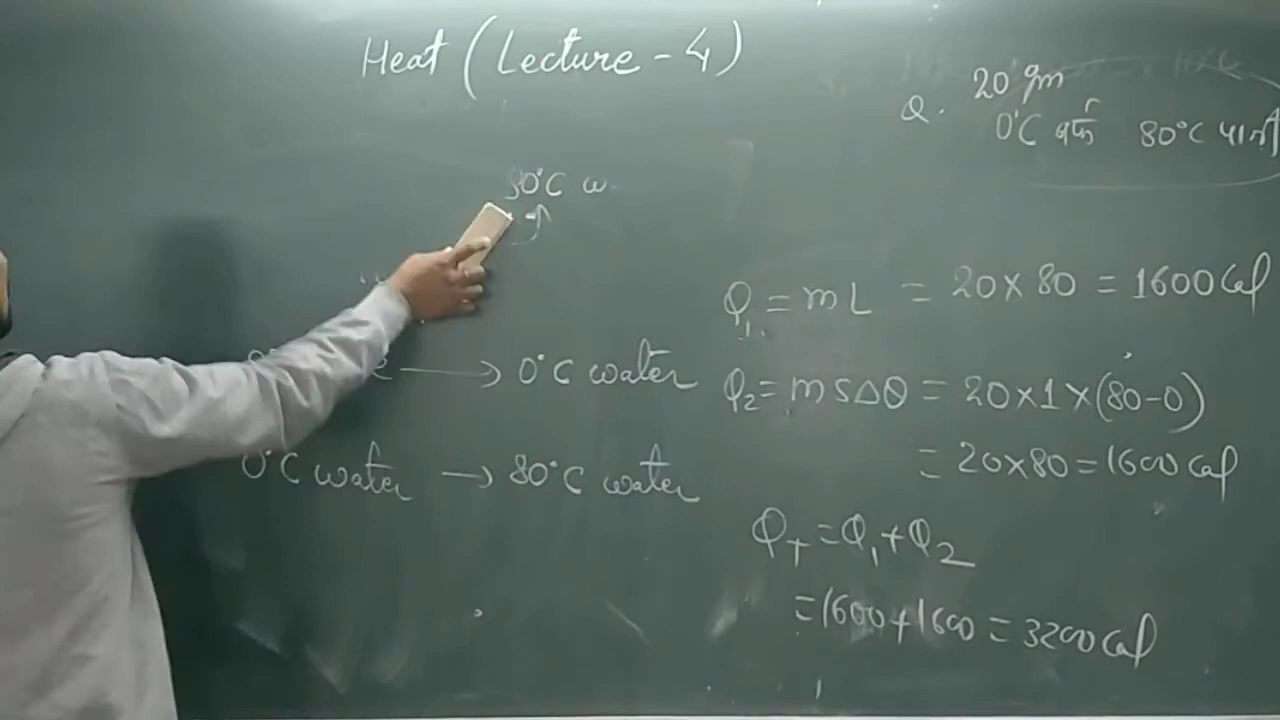 Heat (Lecture - 4)
Q. 20 gm
0°C बर्फ 80°C पानी
80°C w
Q₁ = mL = 20 × 80 = 1600 Cal
→ 0°C water
Q₂ = mSΔθ = 20×1×(80-0)
= 20×80 = 1600 Cal
0°C water → 80°C water
Q_T = Q₁ + Q₂
= 1600 + 1600 = 3200 Cal